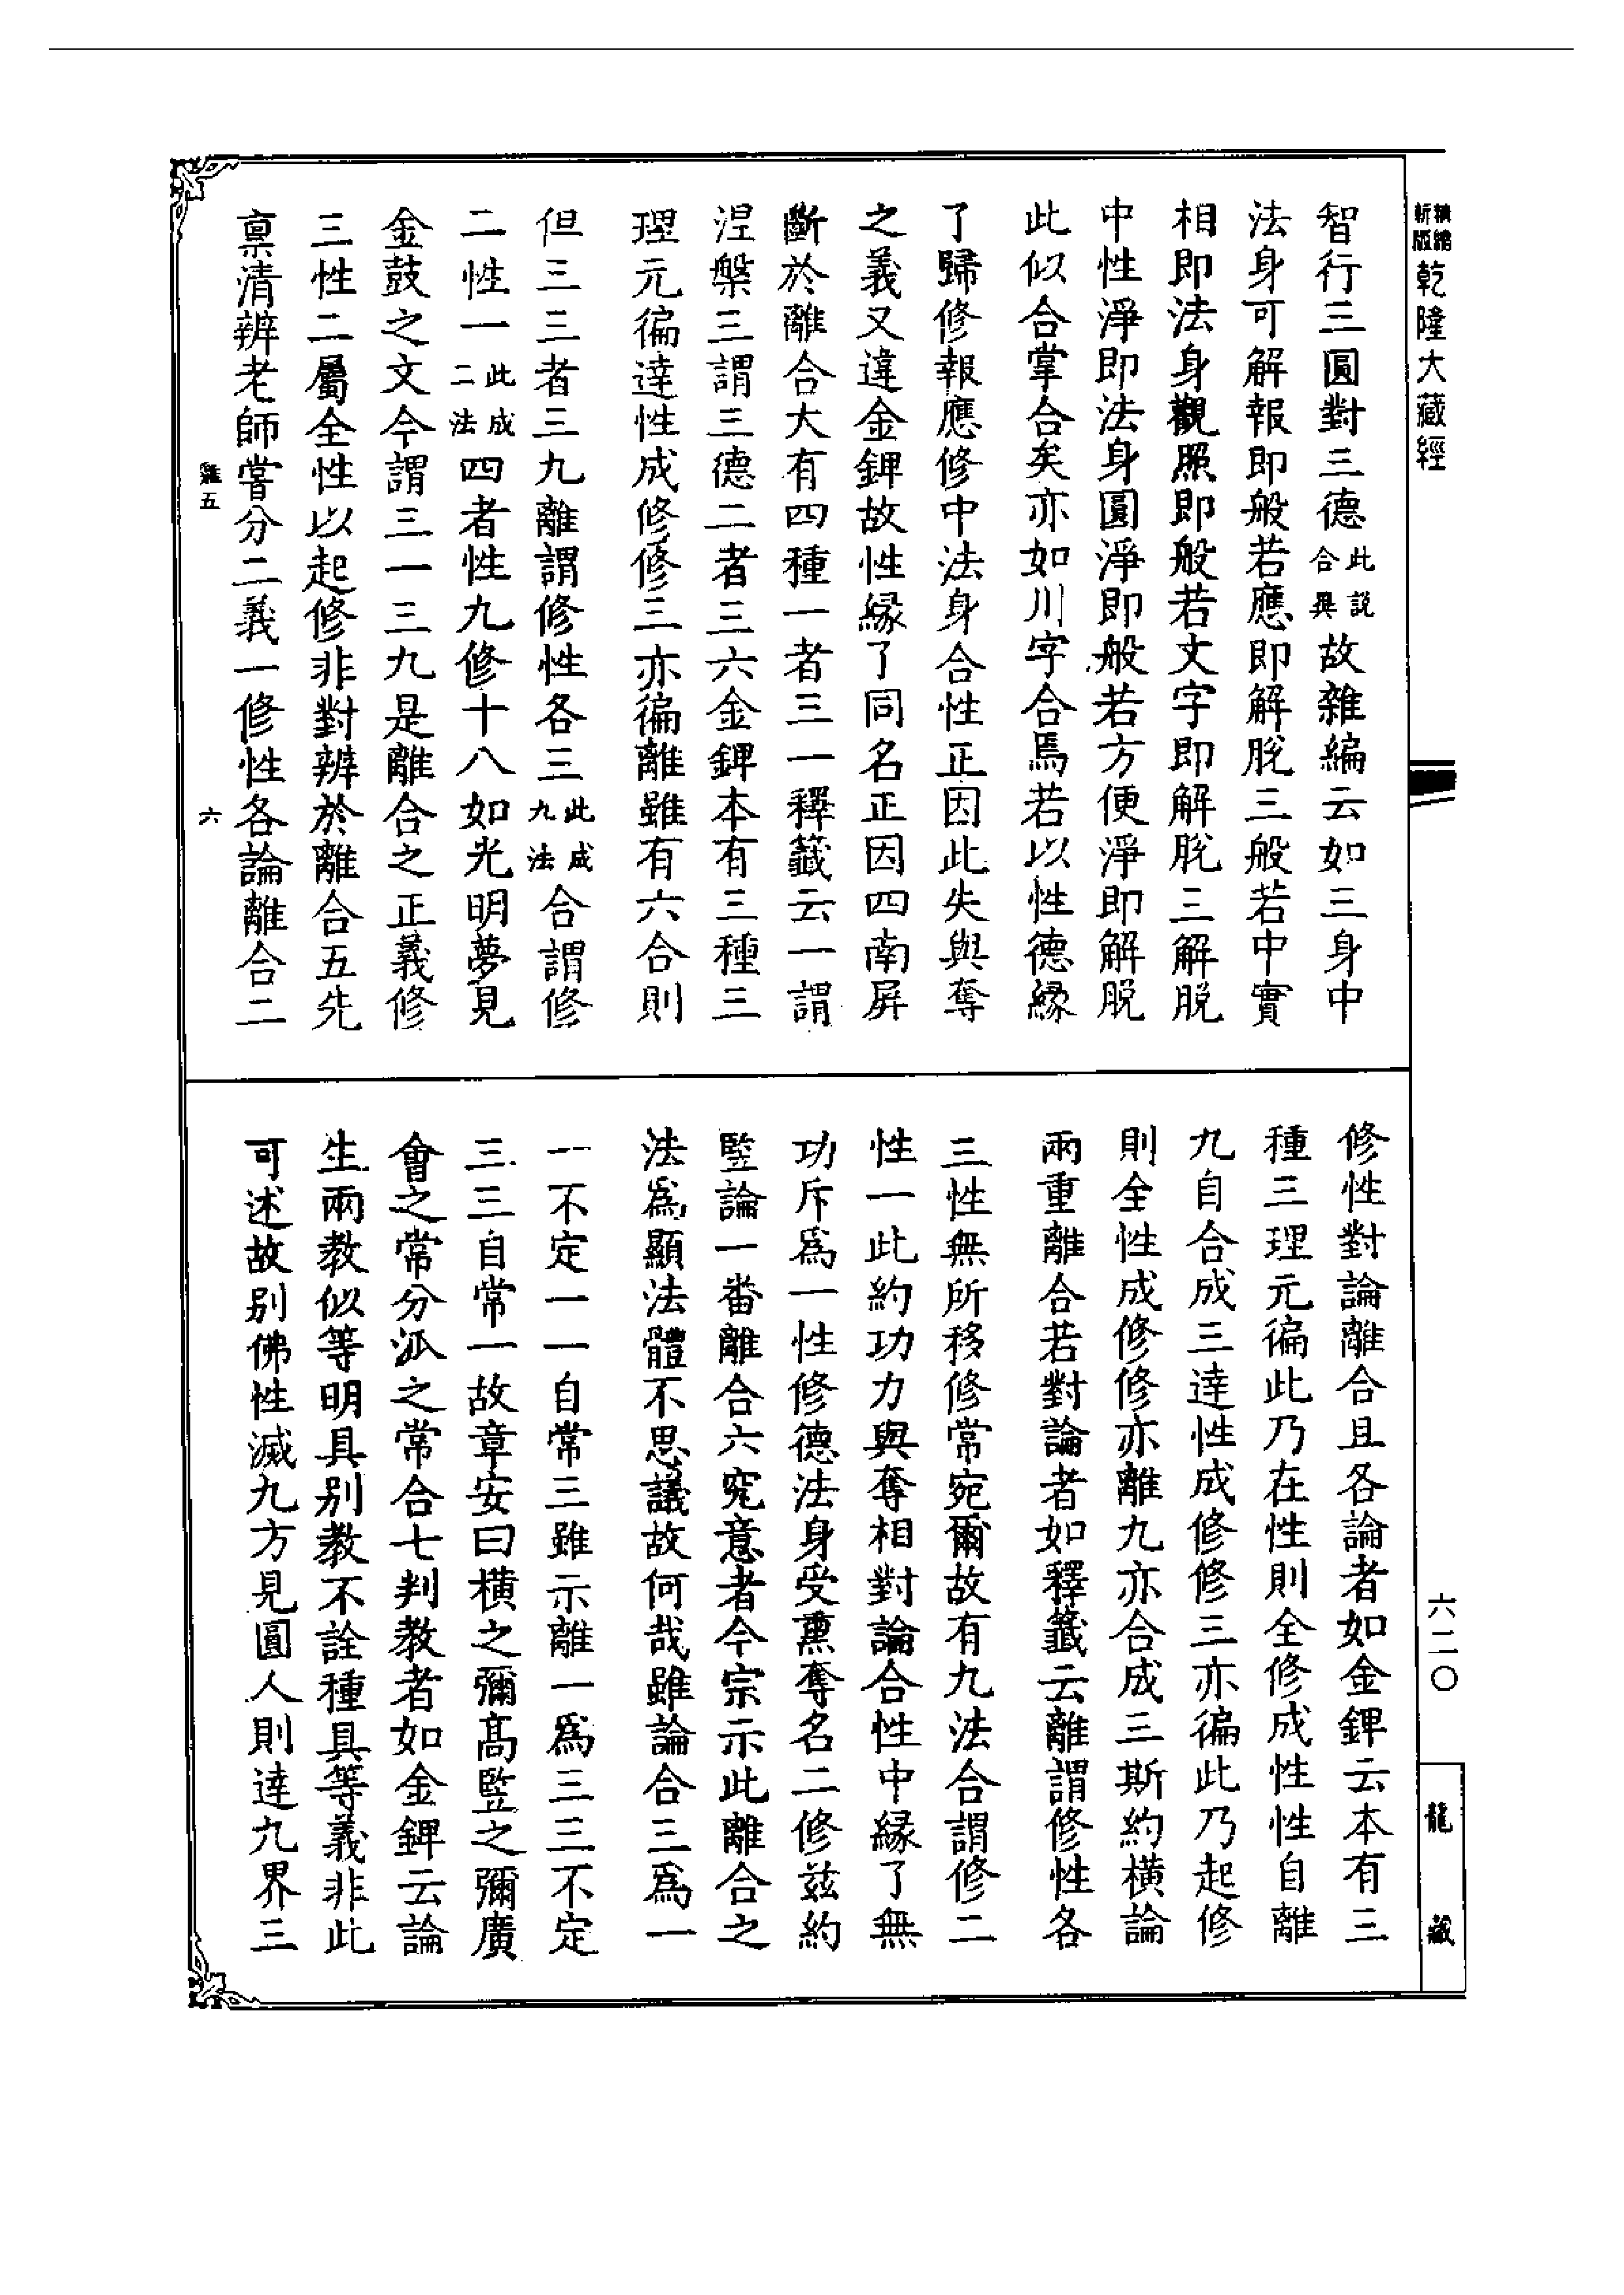 精縮
新版
乾隆大藏經
智行三圓對三德此説合異故雜編云如三身中
法身可解報即般若應即解脫三般若中實
相即法身觀照即般若文字即解脫三解脫
中性淨即法身圓淨即般若方便淨即解脫
此似合掌合矣亦如川字合焉若以性德緣
了歸修報應修中法身合性正因此失與奪
之義又違金錍故性緣了同名正因四南屏
斷於離合大有四種一者三一釋籤云一謂
涅槃三謂三德二者三六金錍本有三種三
理元徧達性成修修三亦徧離雖有六合則
但三三者三九離謂修性各三此成九法合謂修
二性一此成二法四者性九修十八如光明夢見
金鼓之文今謂三一三九是離合之正義修
三性二屬全性以起修非對辨於離合五先
稟清辨老師嘗分二義一修性各論離合二
雞五
六
修性對論離合且各論者如金錍云本有三
種三理元徧此乃在性則全修成性性自離
九自合成三達性成修修三亦徧此乃起修
則全性成修修亦離九亦合成三斯約橫論
兩重離合若對論者如釋籤云離謂修性各
三性無所移修常宛爾故有九法合謂修二
性一此約功力與奪相對論合性中緣了無
功斥爲一性修德法身受熏奪名二修茲約
竪論一番離合六究意者今宗示此離合之
法爲顯法體不思議故何哉雖論合三爲一
一不定一一自常三雖示離一爲三三不定
三三自常一故章安曰橫之彌髙竪之彌廣
會之常分派之常合七判教者如金錍云論
生兩教似等明具別教不詮種具等義非此
可述故別佛性滅九方見圓人則達九界三
六二〇
龍藏